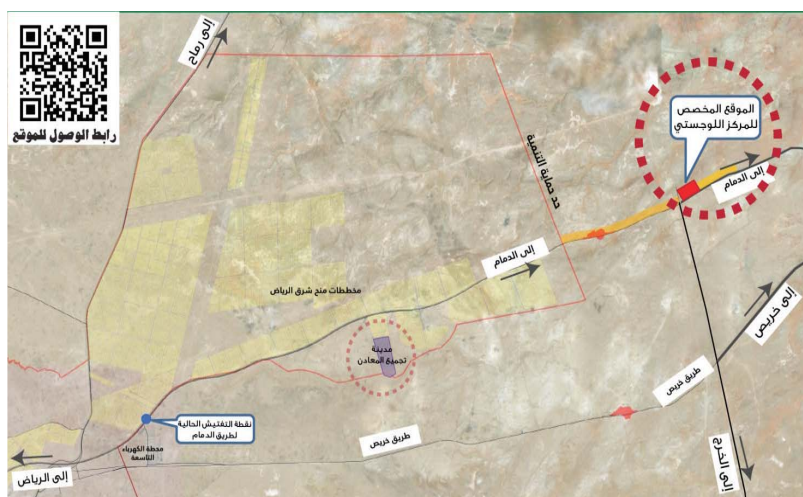 إلى رماح
رابط الوصول للموقع
الموقع المخصص
للمركز اللوجستي
إلى الدمام
حد حماية التنمية
إلى الدمام
إلى خريص
مخططات منح شرق الرياض
مدينة
تجميع المعادن
طريق خريص
نقطة التفتيش الحالية
لطريق الدمام
طريق خريص
محطة الكهرباء
التاسعة
إلى الرياض
إلى الخرج